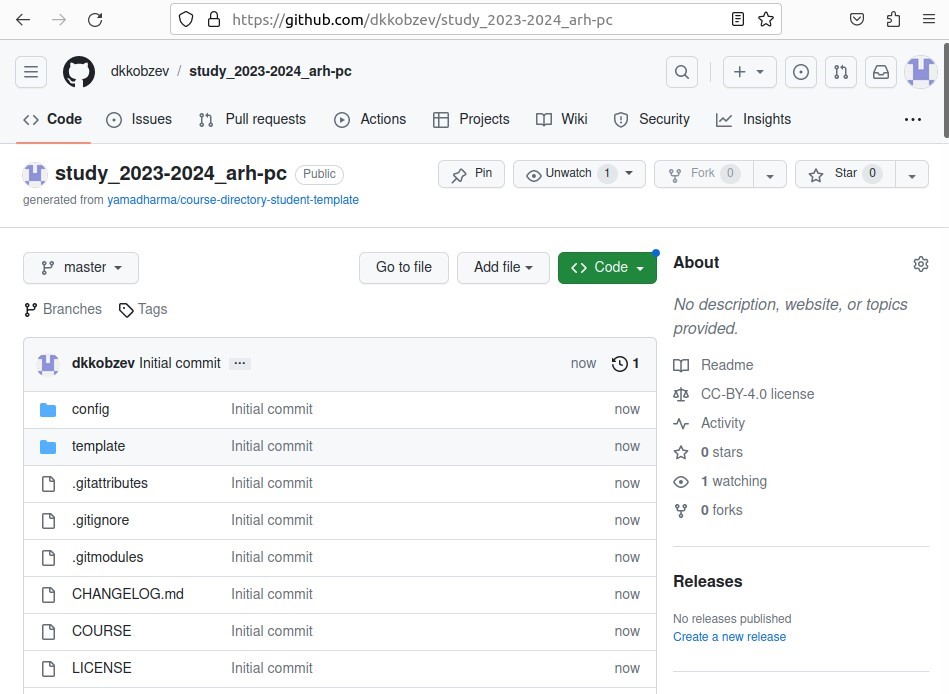 https://github.com/dkkobzev/study_2023-2024_arh-pc
dkkobzev / study_2023-2024_arh-pc
Code Issues Pull requests Actions Projects Wiki Security Insights
study_2023-2024_arh-pc Public Pin Unwatch 1 Fork 0 Star 0
generated from yamadharma/course-directory-student-template
master Go to file Add file Code
Branches Tags
dkkobzev Initial commit now 1
config Initial commit now
template Initial commit now
.gitattributes Initial commit now
.gitignore Initial commit now
.gitmodules Initial commit now
CHANGELOG.md Initial commit now
COURSE Initial commit now
LICENSE Initial commit now
About
No description, website, or topics
provided.
Readme
CC-BY-4.0 license
Activity
0 stars
1 watching
0 forks
Releases
No releases published
Create a new release